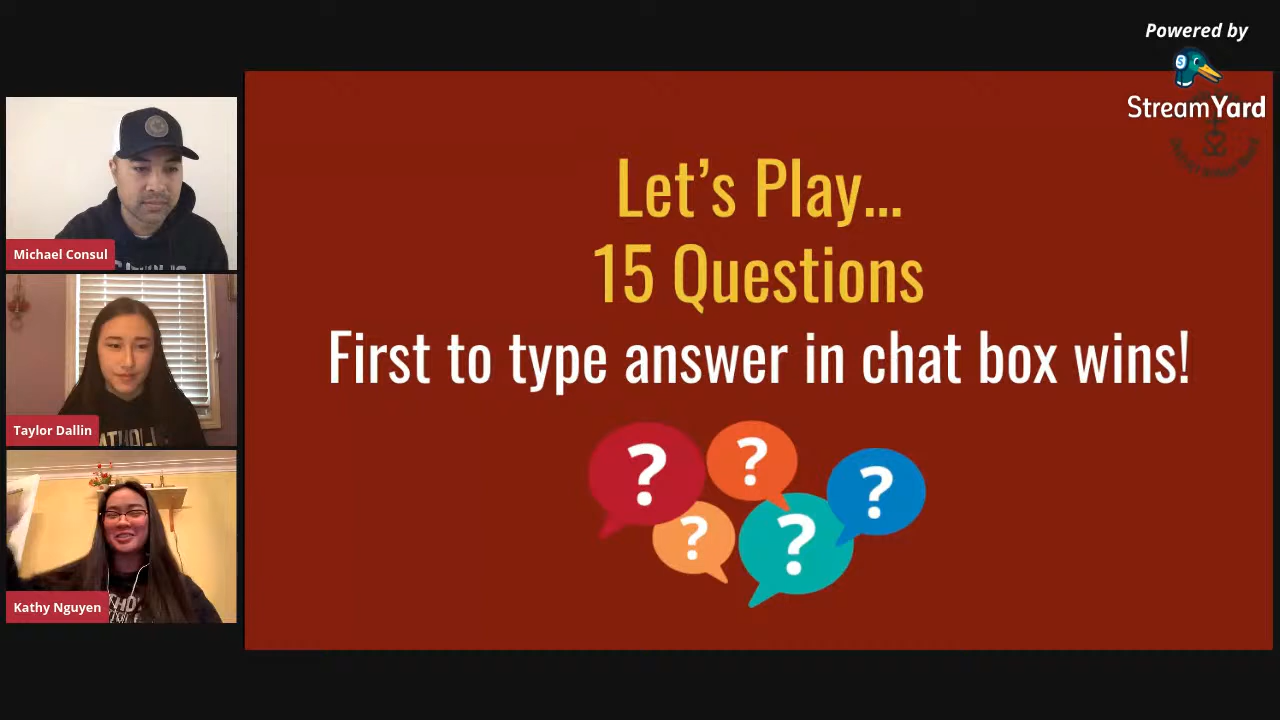 Powered by
StreamYard
Let’s Play...
15 Questions
First to type answer in chat box wins!
? ? ? ? ?
Michael Consul
Taylor Dallin
Kathy Nguyen